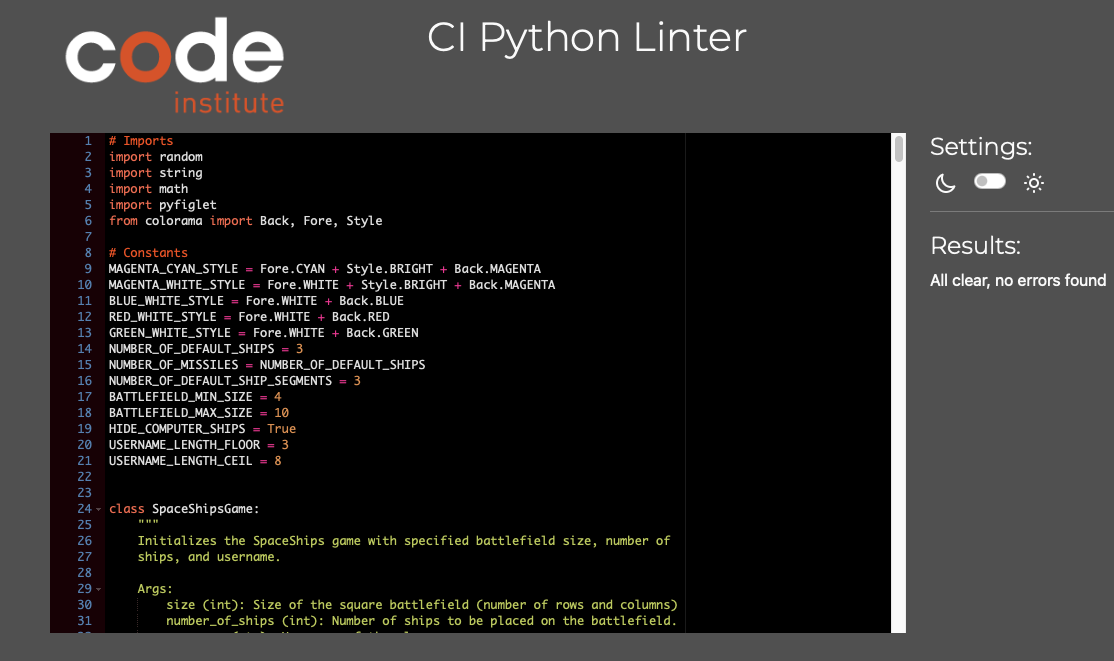 code
institute
CI Python Linter
1 # Imports
2 import random
3 import string
4 import math
5 import pyfiglet
6 from colorama import Back, Fore, Style
7
8 # Constants
9 MAGENTA_CYAN_STYLE = Fore.CYAN + Style.BRIGHT + Back.MAGENTA
10 MAGENTA_WHITE_STYLE = Fore.WHITE + Style.BRIGHT + Back.MAGENTA
11 BLUE_WHITE_STYLE = Fore.WHITE + Back.BLUE
12 RED_WHITE_STYLE = Fore.WHITE + Back.RED
13 GREEN_WHITE_STYLE = Fore.WHITE + Back.GREEN
14 NUMBER_OF_DEFAULT_SHIPS = 3
15 NUMBER_OF_MISSILES = NUMBER_OF_DEFAULT_SHIPS
16 NUMBER_OF_DEFAULT_SHIP_SEGMENTS = 3
17 BATTLEFIELD_MIN_SIZE = 4
18 BATTLEFIELD_MAX_SIZE = 10
19 HIDE_COMPUTER_SHIPS = True
20 USERNAME_LENGTH_FLOOR = 3
21 USERNAME_LENGTH_CEIL = 8
22
23
24 class SpaceShipsGame:
25 """
26 Initializes the SpaceShips game with specified battlefield size, number of
27 ships, and username.
28
29 Args:
30 size (int): Size of the square battlefield (number of rows and columns)
31 number_of_ships (int): Number of ships to be placed on the battlefield.
Settings:
Results:
All clear, no errors found